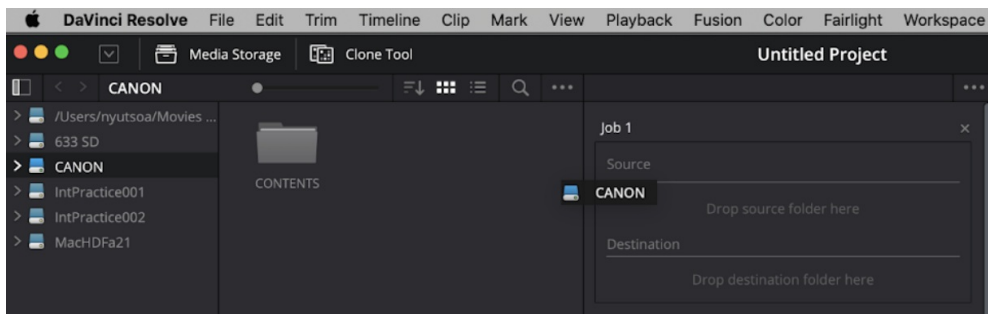 DaVinci Resolve File Edit Trim Timeline Clip Mark View Playback Fusion Color Fairlight Workspace
Media Storage Clone Tool Untitled Project
CANON
/Users/nyutsoa/Movies ...
633 SD
CANON
IntPractice001
IntPractice002
MacHDFa21
CONTENTS
Job 1
Source
CANON
Drop source folder here
Destination
Drop destination folder here